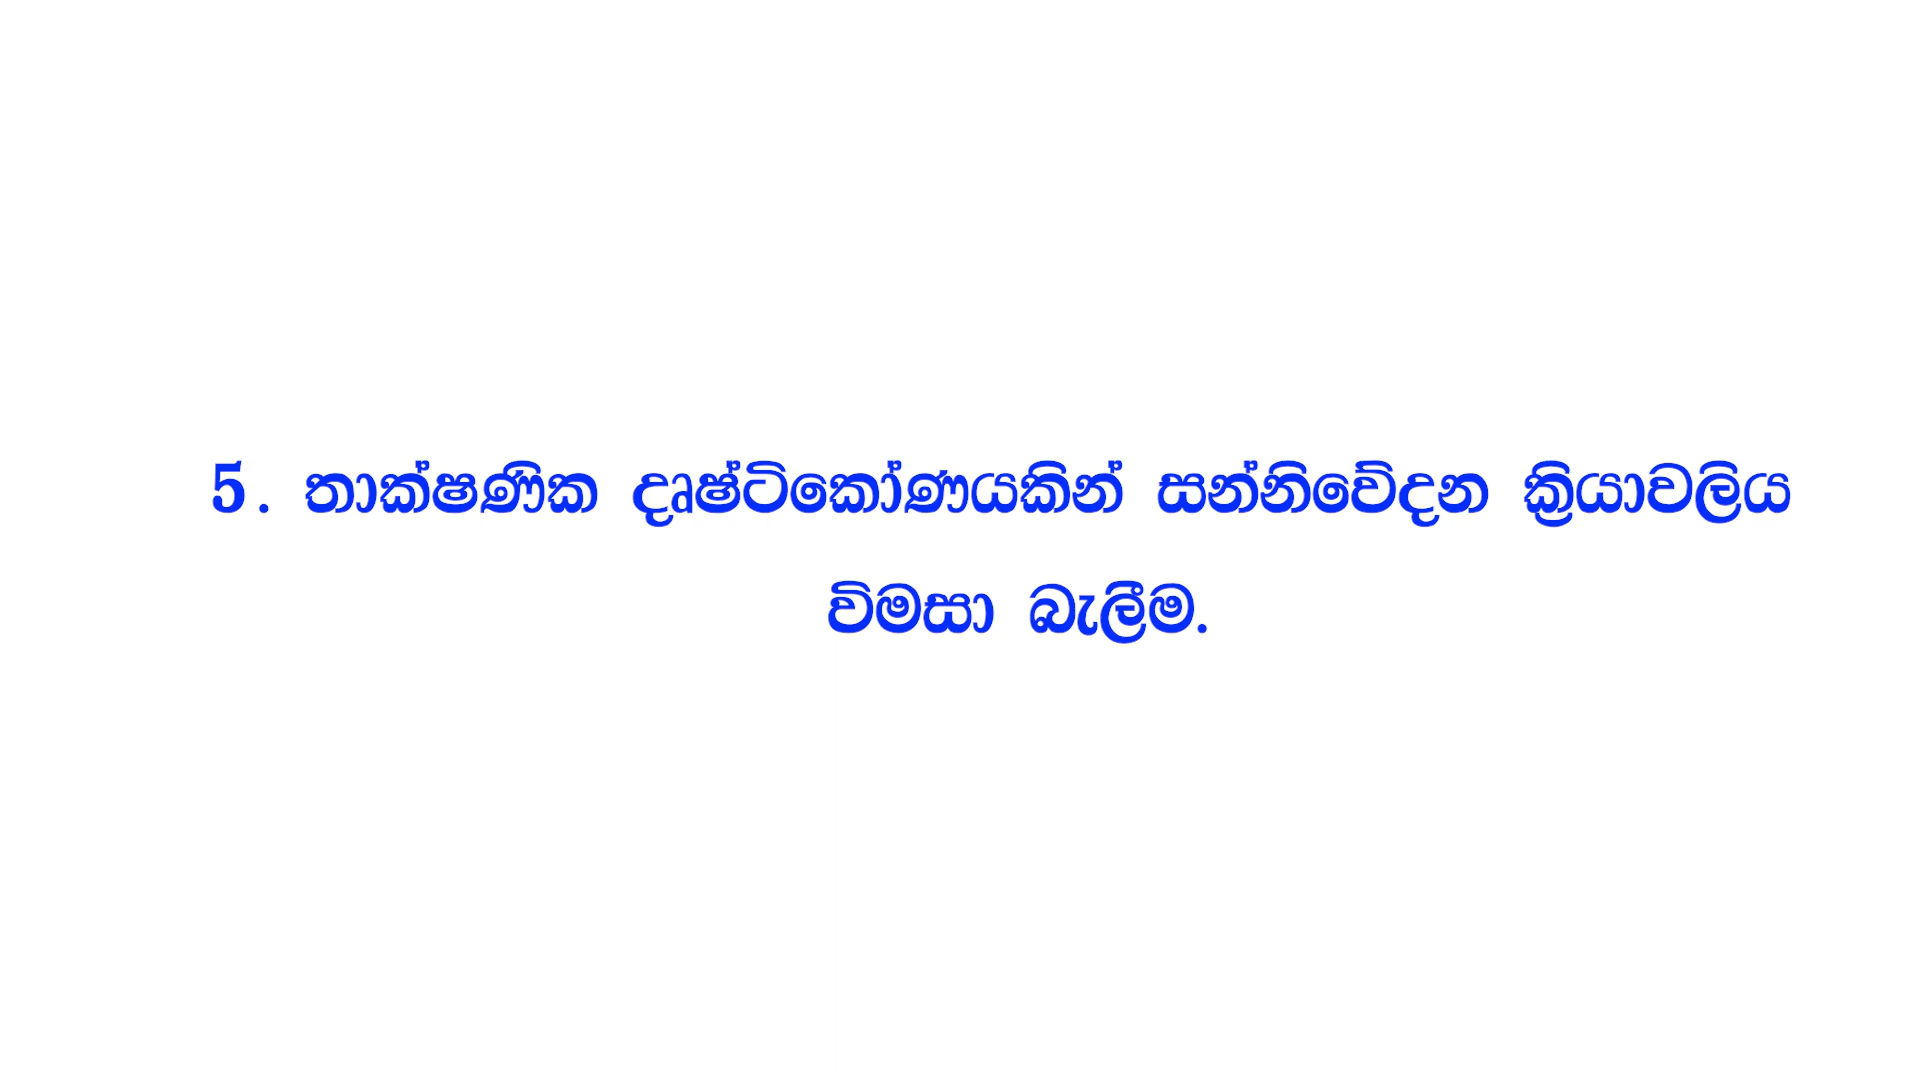 5. තාක්ෂණික දෘෂ්ටිකෝණයකින් සන්නිවේදන ක්‍රියාවලිය
විමසා බැලීම.